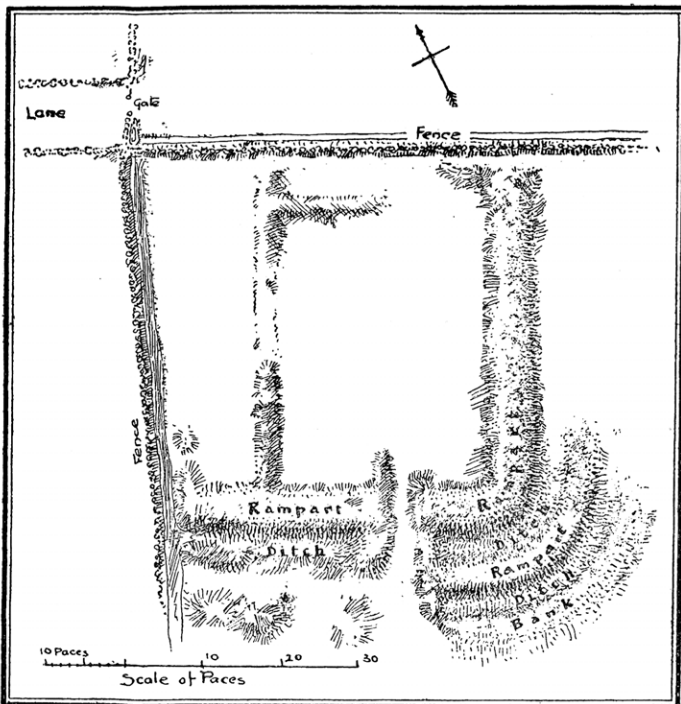 Gate
Lane
Fence
Fence
Rampart
Ditch
Rampart
Ditch
Rampart
Ditch
Bank
10 Paces 10 20 30
Scale of Paces